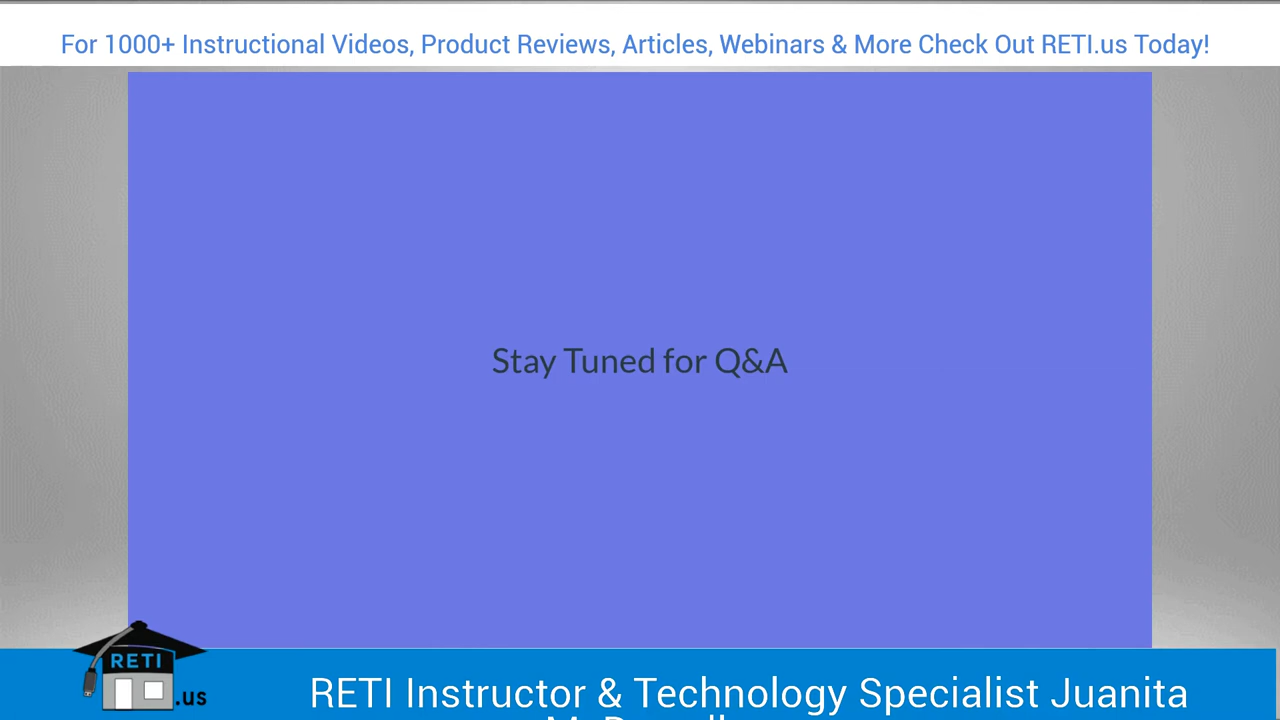 For 1000+ Instructional Videos, Product Reviews, Articles, Webinars & More Check Out RETI.us Today!
Stay Tuned for Q&A
RETI
.us
RETI Instructor & Technology Specialist Juanita